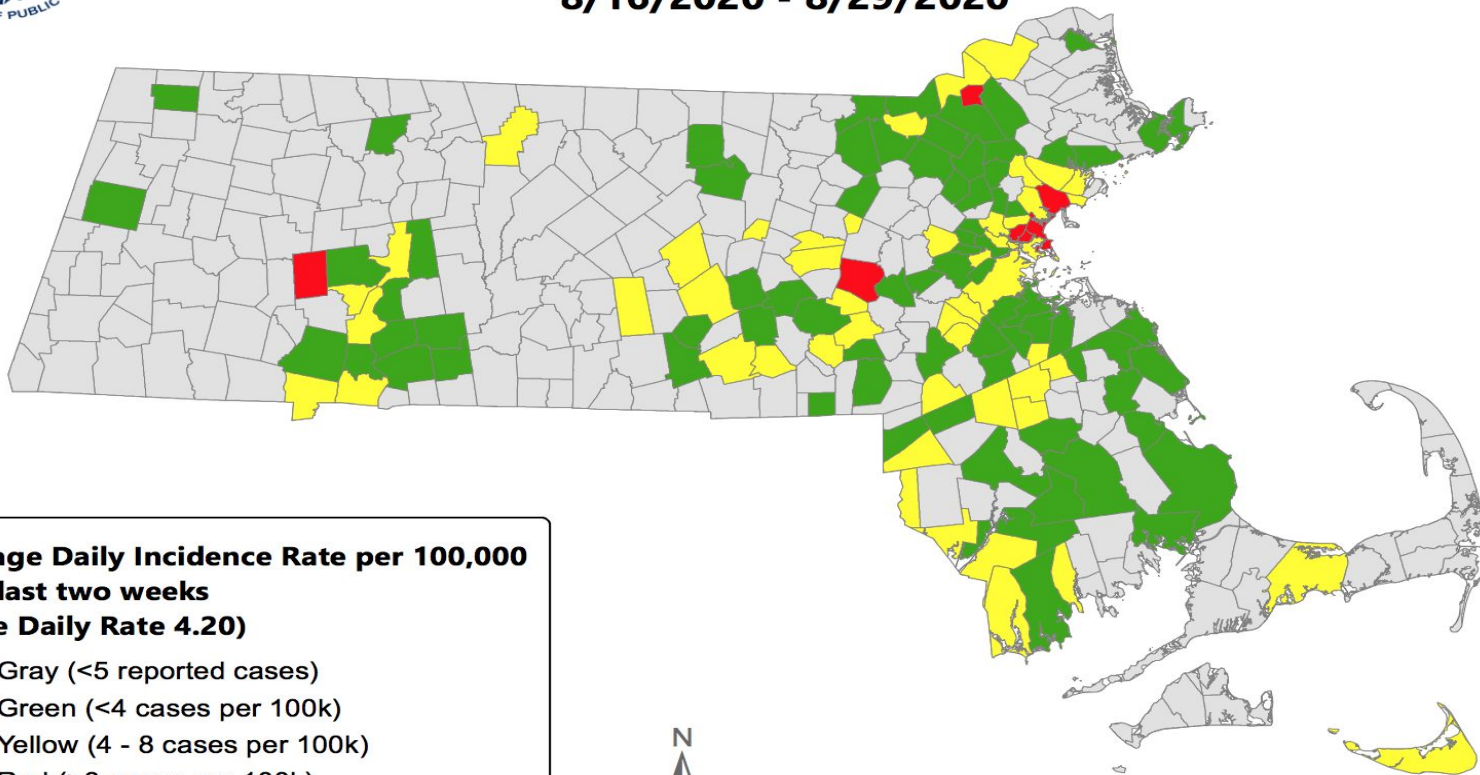 F PUBLIC
8/16/2020 - 8/29/2020
ge Daily Incidence Rate per 100,000
last two weeks
e Daily Rate 4.20)
Gray (<5 reported cases)
Green (<4 cases per 100k)
Yellow (4 - 8 cases per 100k)
N